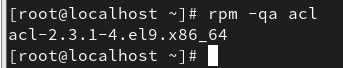 [root@localhost ~]# rpm -qa acl
acl-2.3.1-4.el9.x86_64
[root@localhost ~]#